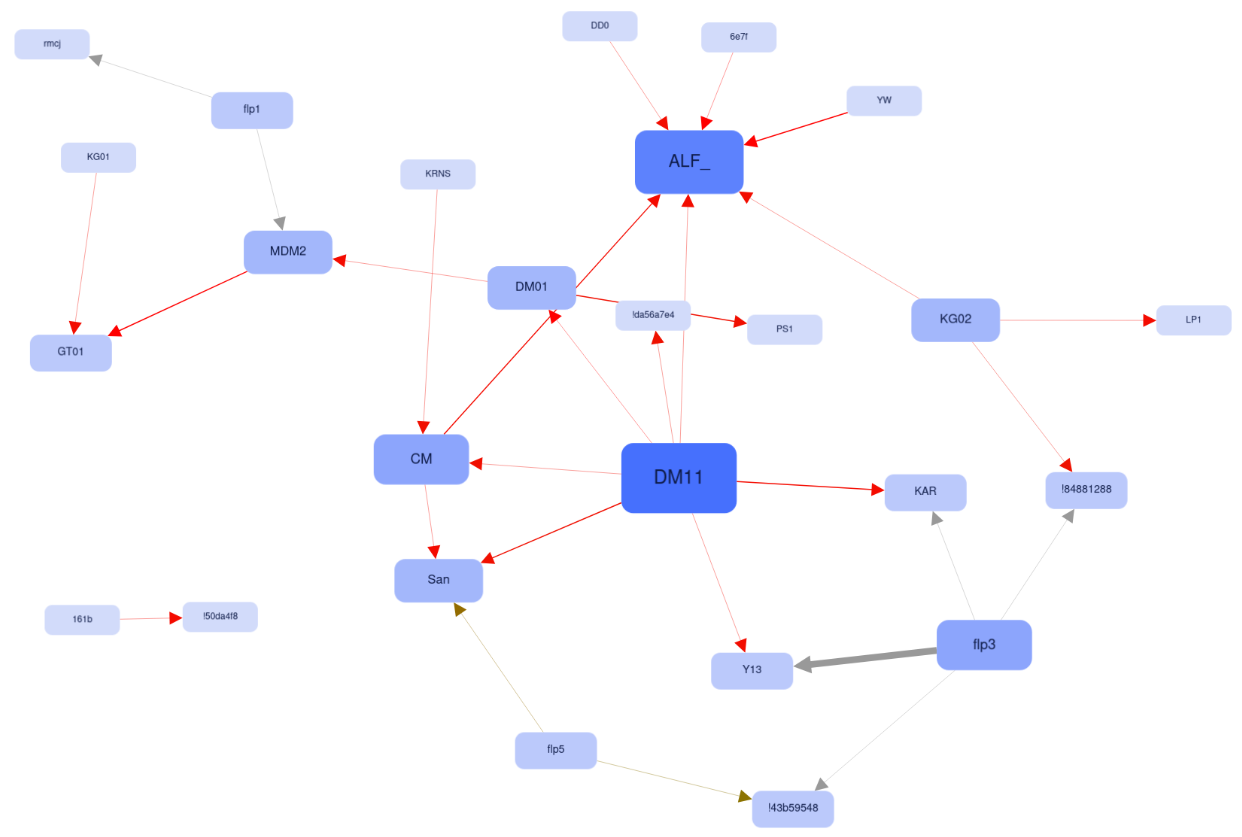 DD0
6e7f
rmcj
YW
flp1
KG01
ALF_
KRNS
MDM2
DM01
!da56a7e4
KG02
LP1
PS1
GT01
CM
DM11
KAR
!84881288
San
161b
!50da4f8
flp3
Y13
flp5
!43b59548